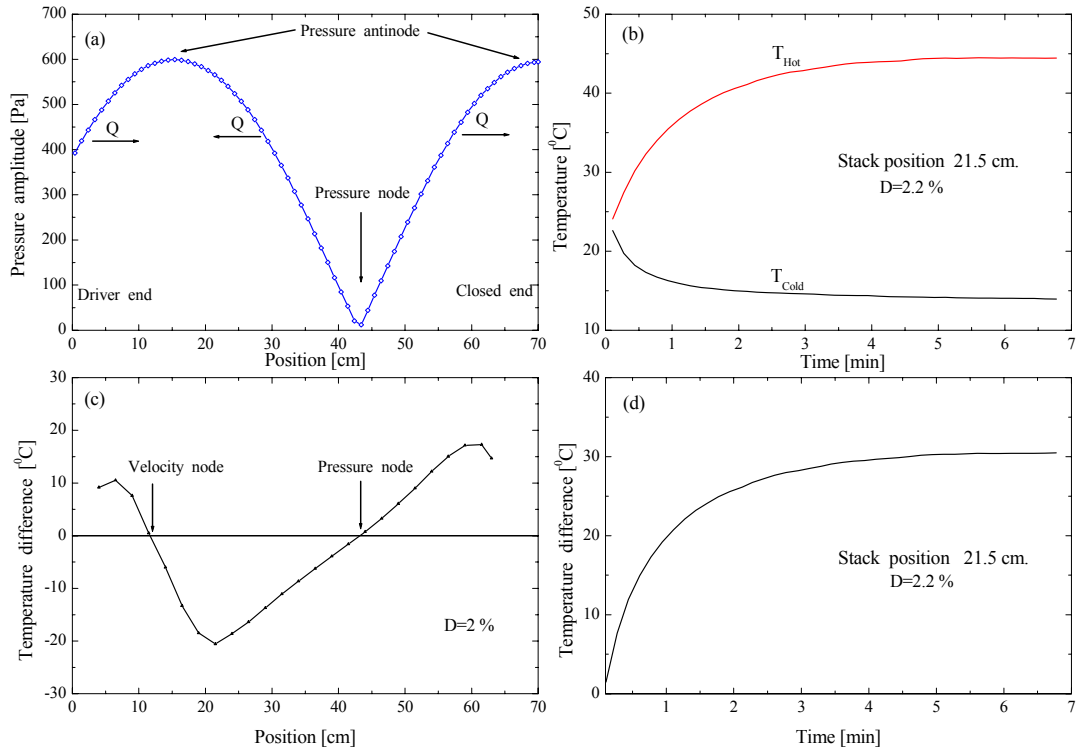 (a)
Pressure antinode
Q
Q
Q
Pressure node
Driver end
Closed end
Pressure amplitude [Pa]
700
600
500
400
300
200
100
0
0 10 20 30 40 50 60 70
Position [cm]
(b)
T_Hot
Stack position 21.5 cm.
D=2.2 %
T_Cold
Temperature [⁰C]
50
40
30
20
10
0 1 2 3 4 5 6 7
Time [min]
(c)
Velocity node
Pressure node
D=2 %
Temperature difference [⁰C]
30
20
10
0
-10
-20
-30
0 10 20 30 40 50 60 70
Position [cm]
(d)
Stack position 21.5 cm.
D=2.2 %
Temperature difference [⁰C]
40
30
20
10
0
0 1 2 3 4 5 6 7
Time [min]